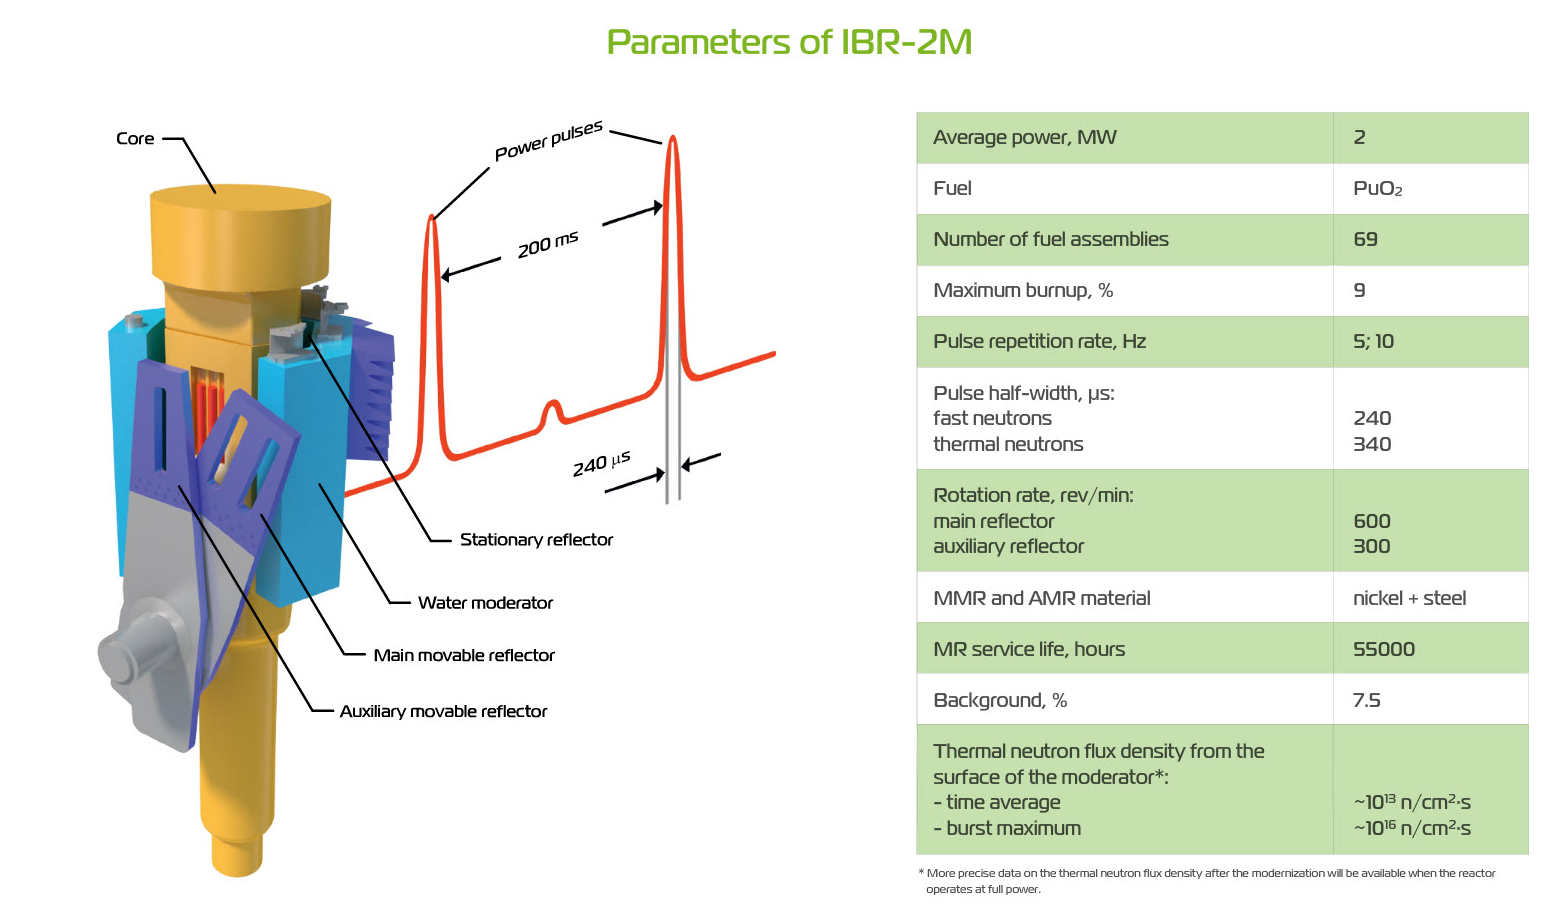 Parameters of IBR-2M
Core
Power pulses
200 ms
240 μs
Stationary reflector
Water moderator
Main movable reflector
Auxiliary movable reflector
Average power, MW 2
Fuel PuO₂
Number of fuel assemblies 69
Maximum burnup, % 9
Pulse repetition rate, Hz 5; 10
Pulse half-width, μs:
fast neutrons 240
thermal neutrons 340
Rotation rate, rev/min:
main reflector 600
auxiliary reflector 300
MMR and AMR material nickel + steel
MR service life, hours 55000
Background, % 7.5
Thermal neutron flux density from the
surface of the moderator*:
- time average ~10¹³ n/cm²·s
- burst maximum ~10¹⁶ n/cm²·s
* More precise data on the thermal neutron flux density after the modernization will be available when the reactor
operates at full power.